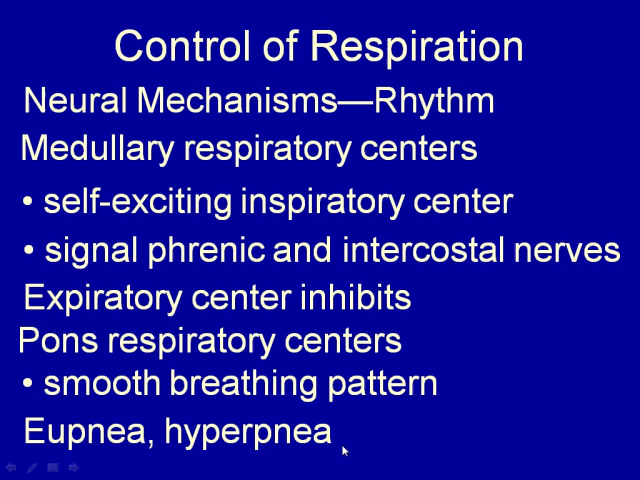 Control of Respiration
Neural Mechanisms—Rhythm
Medullary respiratory centers
• self-exciting inspiratory center
• signal phrenic and intercostal nerves
Expiratory center inhibits
Pons respiratory centers
• smooth breathing pattern
Eupnea, hyperpnea